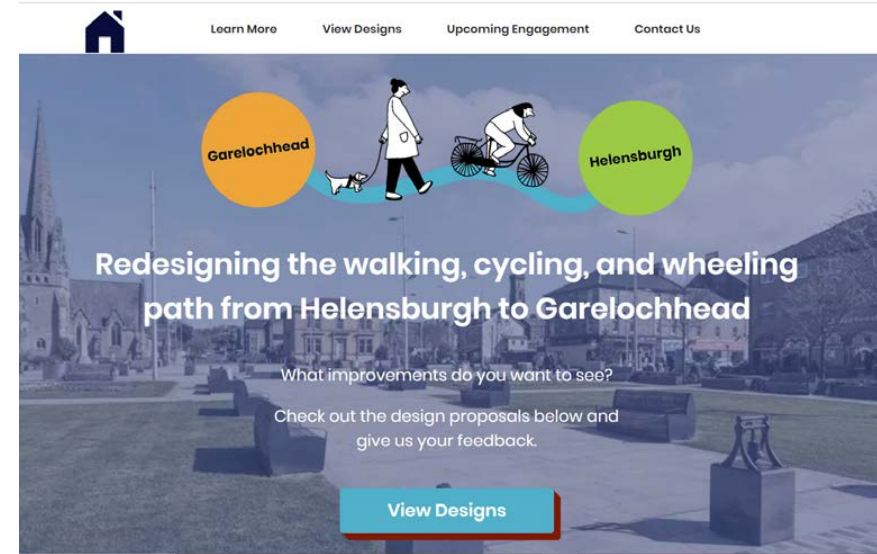 Learn More View Designs Upcoming Engagement Contact Us
Garelochhead
Helensburgh
Redesigning the walking, cycling, and wheeling
path from Helensburgh to Garelochhead
What improvements do you want to see?
Check out the design proposals below and
give us your feedback.
View Designs